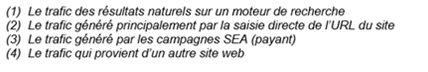 (1) Le trafic des résultats naturels sur un moteur de recherche
(2) Le trafic généré principalement par la saisie directe de l'URL du site
(3) Le trafic généré par les campagnes SEA (payant)
(4) Le trafic qui provient d'un autre site web